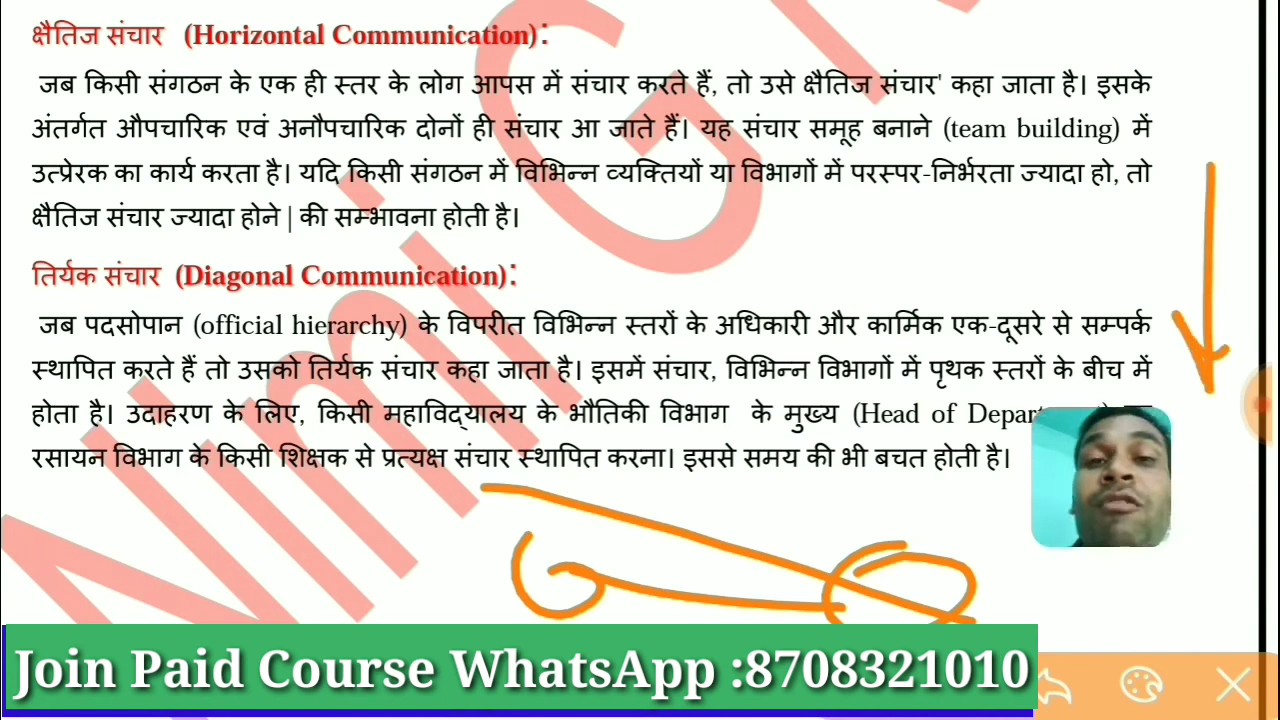 क्षैतिज संचार (Horizontal Communication):
जब किसी संगठन के एक ही स्तर के लोग आपस में संचार करते हैं, तो उसे क्षैतिज संचार' कहा जाता है। इसके
अंतर्गत औपचारिक एवं अनौपचारिक दोनों ही संचार आ जाते हैं। यह संचार समूह बनाने (team building) में
उत्प्रेरक का कार्य करता है। यदि किसी संगठन में विभिन्न व्यक्तियों या विभागों में परस्पर-निर्भरता ज्यादा हो, तो
क्षैतिज संचार ज्यादा होने | की सम्भावना होती है।
तिर्यक संचार (Diagonal Communication):
जब पदसोपान (official hierarchy) के विपरीत विभिन्न स्तरों के अधिकारी और कार्मिक एक-दूसरे से सम्पर्क
स्थापित करते हैं तो उसको तिर्यक संचार कहा जाता है। इसमें संचार, विभिन्न विभागों में पृथक स्तरों के बीच में
होता है। उदाहरण के लिए, किसी महाविद्यालय के भौतिकी विभाग के मुख्य (Head of
रसायन विभाग के किसी शिक्षक से प्रत्यक्ष संचार स्थापित करना। इससे समय की भी बचत होती है।
Join Paid Course WhatsApp :8708321010